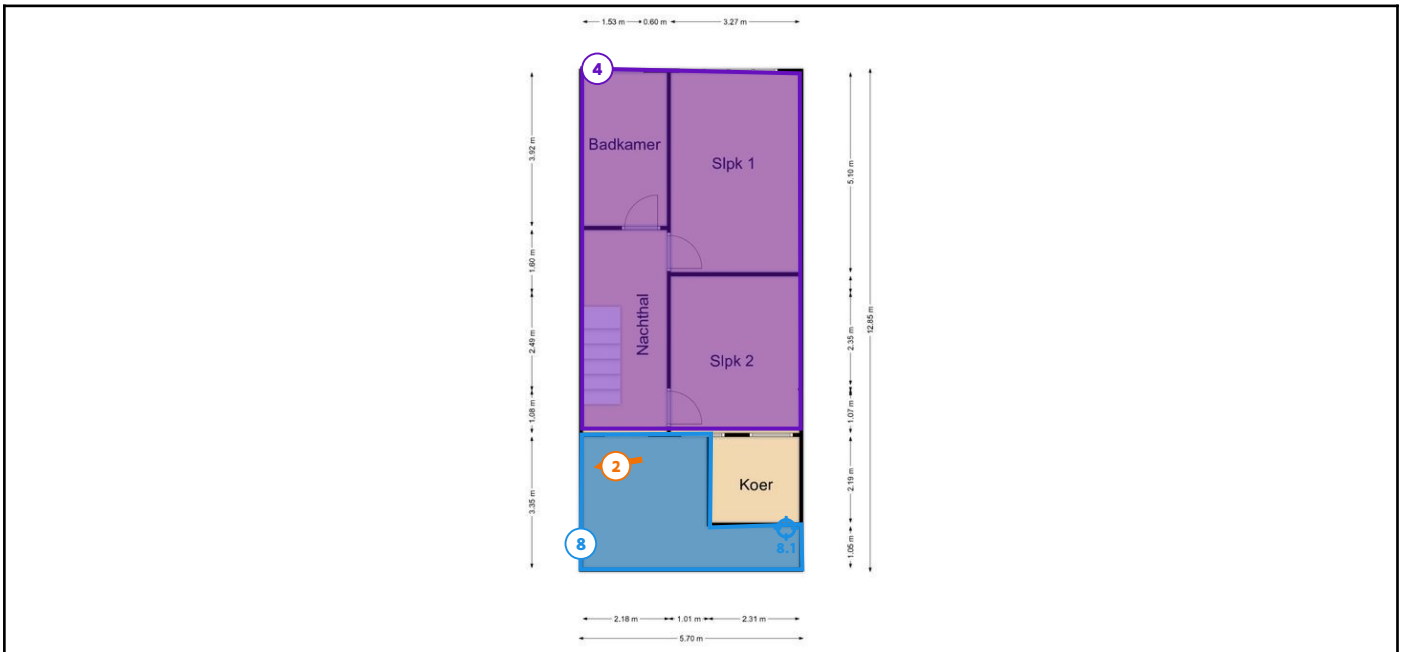 1.53 m
0.60 m
3.27 m
4
Badkamer
Slpk 1
3.92 m
5.10 m
1.60 m
Nachthal
12.85 m
2.49 m
2.35 m
Slpk 2
1.08 m
1.07 m
2
Koer
3.35 m
2.19 m
8
8.1
1.05 m
2.18 m
1.01 m
2.31 m
5.70 m